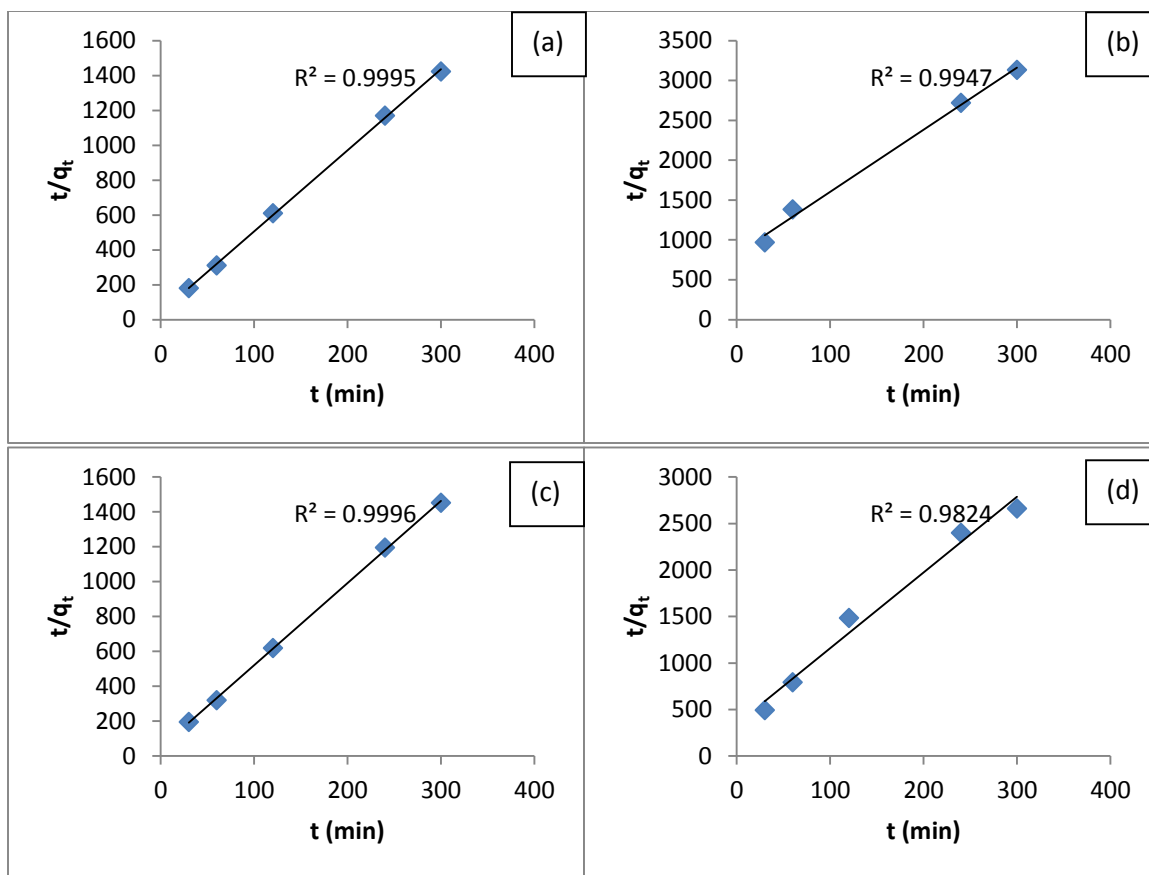 (a)
R² = 0.9995
t/qₜ
1600
1400
1200
1000
800
600
400
200
0
0 100 200 300 400
t (min)
(b)
R² = 0.9947
t/qₜ
3500
3000
2500
2000
1500
1000
500
0
0 100 200 300 400
t (min)
(c)
R² = 0.9996
t/qₜ
1600
1400
1200
1000
800
600
400
200
0
0 100 200 300 400
t (min)
(d)
R² = 0.9824
t/qₜ
3000
2500
2000
1500
1000
500
0
0 100 200 300 400
t (min)